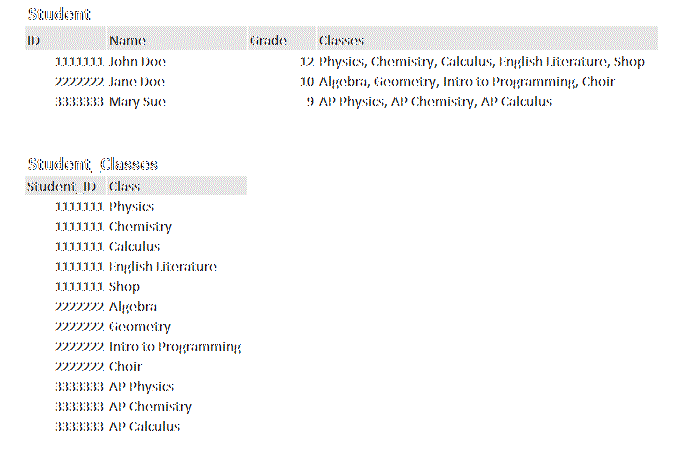 Student
ID Name Grade Classes
1111111 John Doe 12 Physics, Chemistry, Calculus, English Literature, Shop
2222222 Jane Doe 10 Algebra, Geometry, Intro to Programming, Choir
3333333 Mary Sue 9 AP Physics, AP Chemistry, AP Calculus
Student_Classes
Student_ID Class
1111111 Physics
1111111 Chemistry
1111111 Calculus
1111111 English Literature
1111111 Shop
2222222 Algebra
2222222 Geometry
2222222 Intro to Programming
2222222 Choir
3333333 AP Physics
3333333 AP Chemistry
3333333 AP Calculus